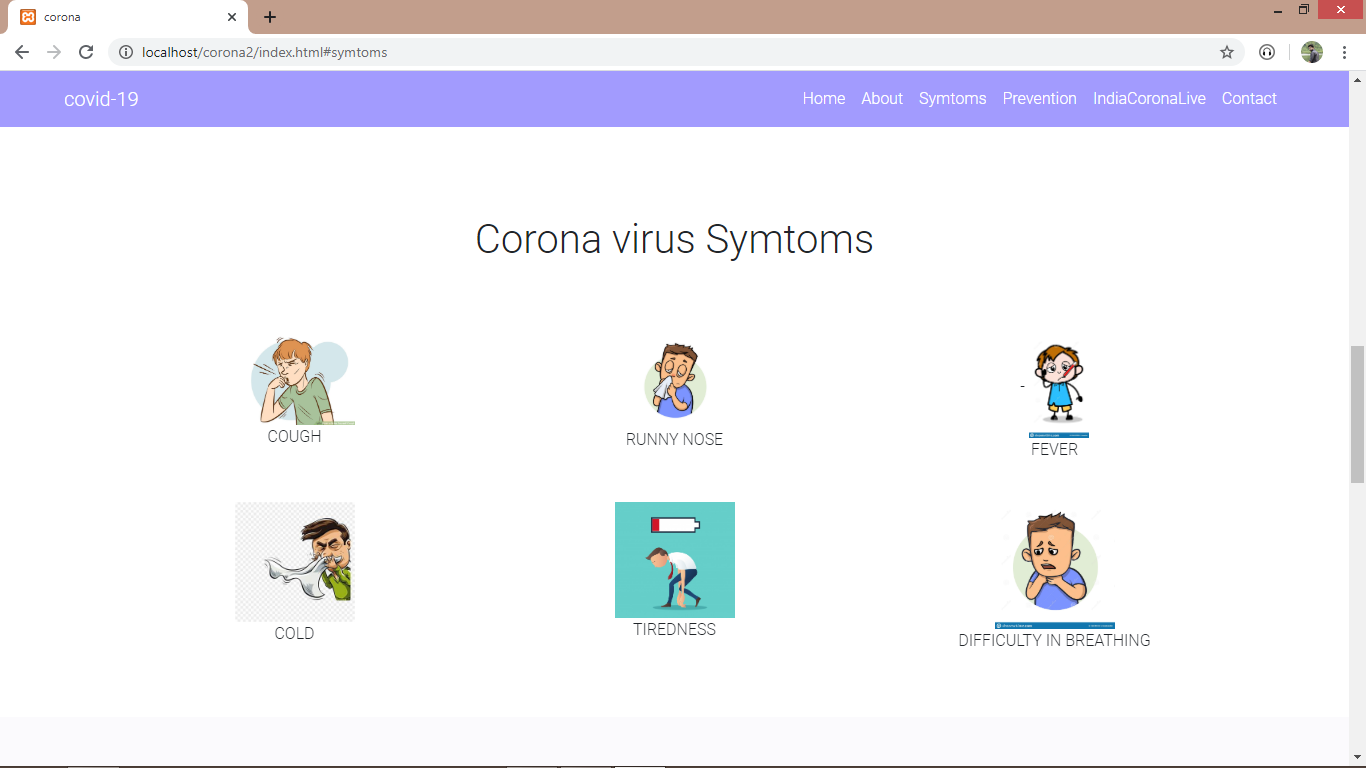 corona
localhost/corona2/index.html#symtoms
covid-19
Home About Symtoms Prevention IndiaCoronaLive Contact
Corona virus Symtoms
-
COUGH
RUNNY NOSE
FEVER
COLD
TIREDNESS
DIFFICULTY IN BREATHING